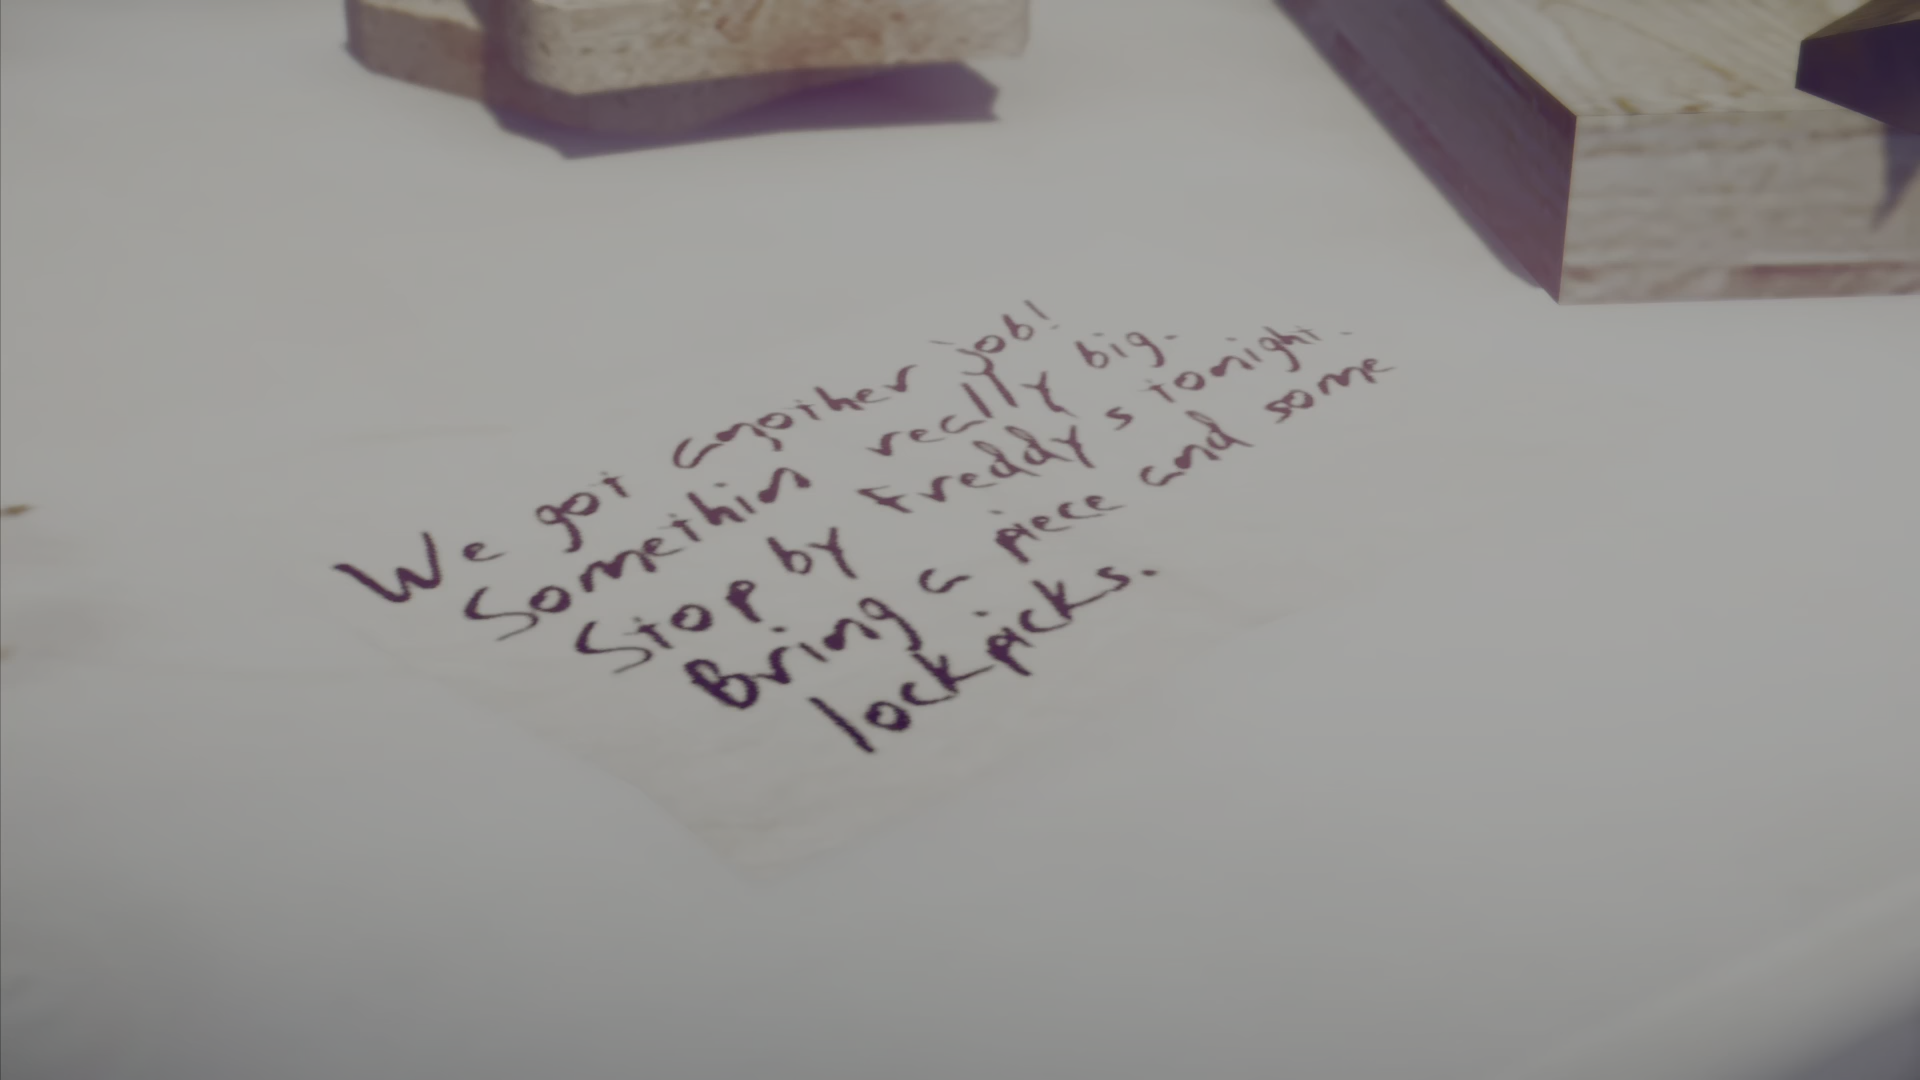 We got another job!
Somethin really big.
Stop by Freddy s tonight.
Bring a piece and some
lockpicks.